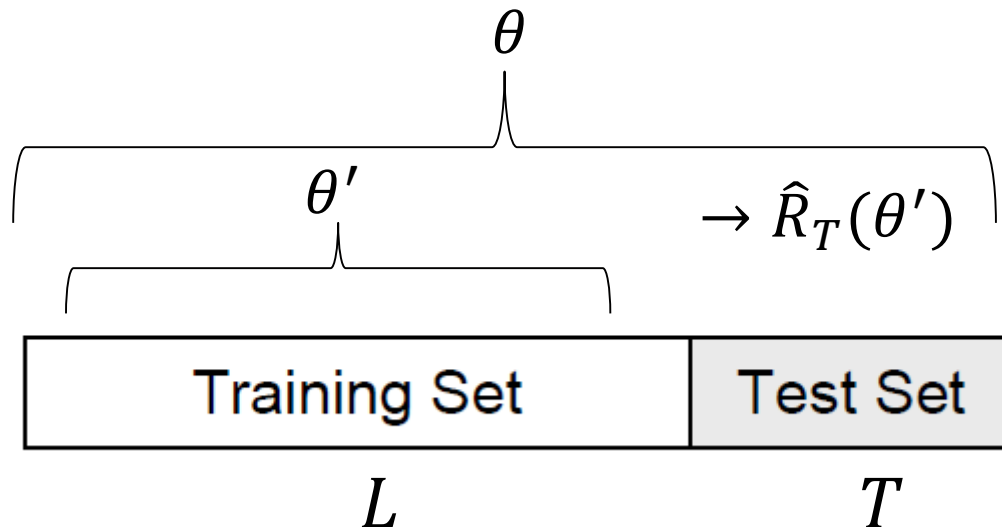 θ
θ′
→ R̂_T(θ′)
Training Set
Test Set
L
T